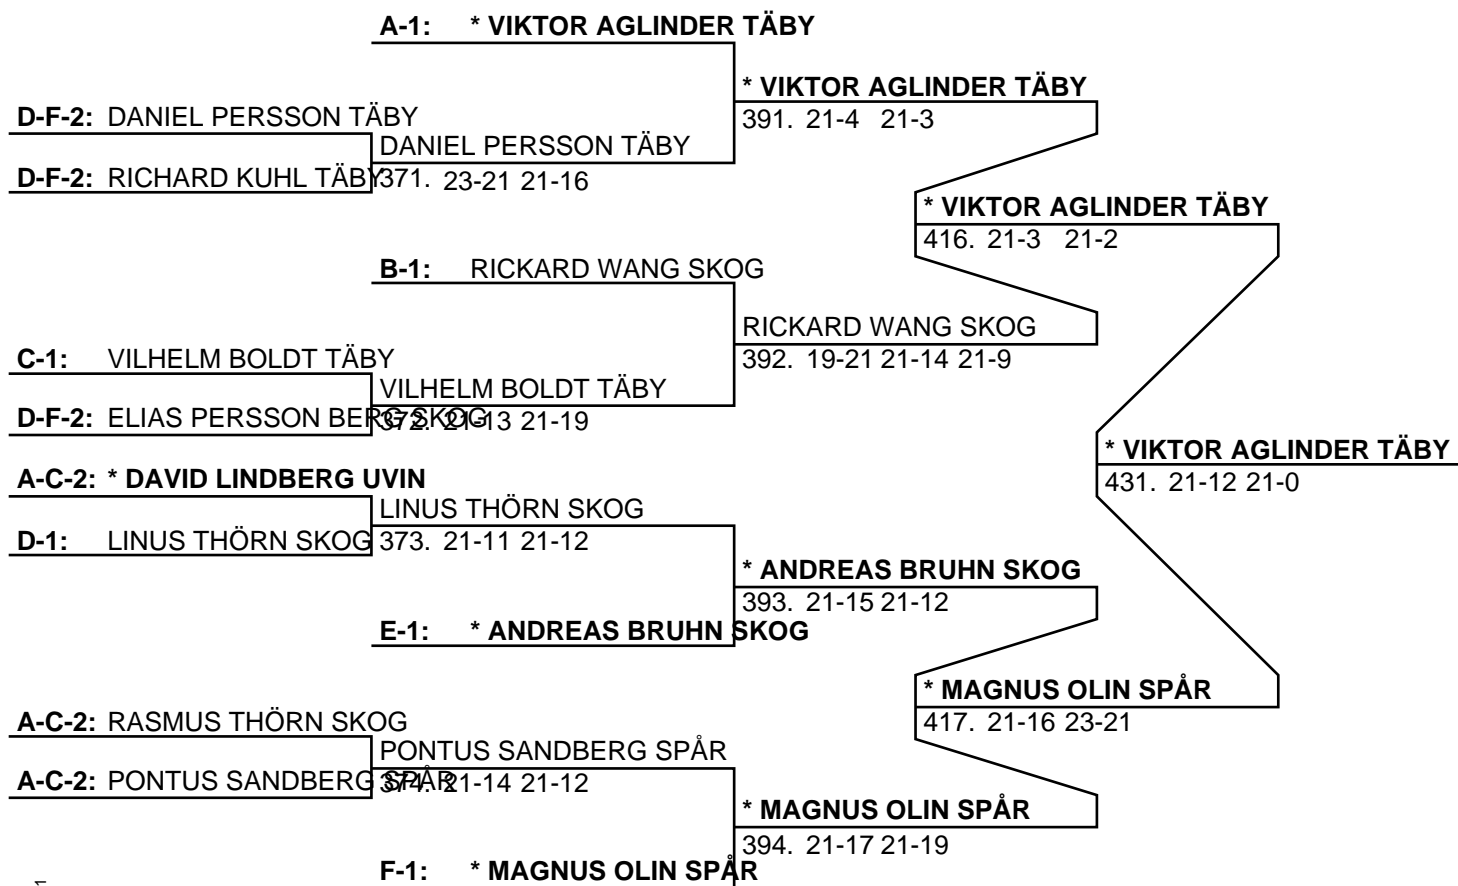 A-1: * VIKTOR AGLINDER TÄBY
* VIKTOR AGLINDER TÄBY
D-F-2: DANIEL PERSSON TÄBY
391. 21-4 21-3
DANIEL PERSSON TÄBY
D-F-2: RICHARD KUHL TÄBY
371. 23-21 21-16
* VIKTOR AGLINDER TÄBY
416. 21-3 21-2
B-1: RICKARD WANG SKOG
RICKARD WANG SKOG
C-1: VILHELM BOLDT TÄBY
392. 19-21 21-14 21-9
VILHELM BOLDT TÄBY
D-F-2: ELIAS PERSSON BERG SKOG
372. 21-13 21-19
* VIKTOR AGLINDER TÄBY
A-C-2: * DAVID LINDBERG UVIN
431. 21-12 21-0
LINUS THÖRN SKOG
D-1: LINUS THÖRN SKOG
373. 21-11 21-12
* ANDREAS BRUHN SKOG
393. 21-15 21-12
E-1: * ANDREAS BRUHN SKOG
* MAGNUS OLIN SPÅR
A-C-2: RASMUS THÖRN SKOG
417. 21-16 23-21
PONTUS SANDBERG SPÅR
A-C-2: PONTUS SANDBERG SPÅR
374. 21-14 21-12
* MAGNUS OLIN SPÅR
394. 21-17 21-19
F-1: * MAGNUS OLIN SPÅR
1